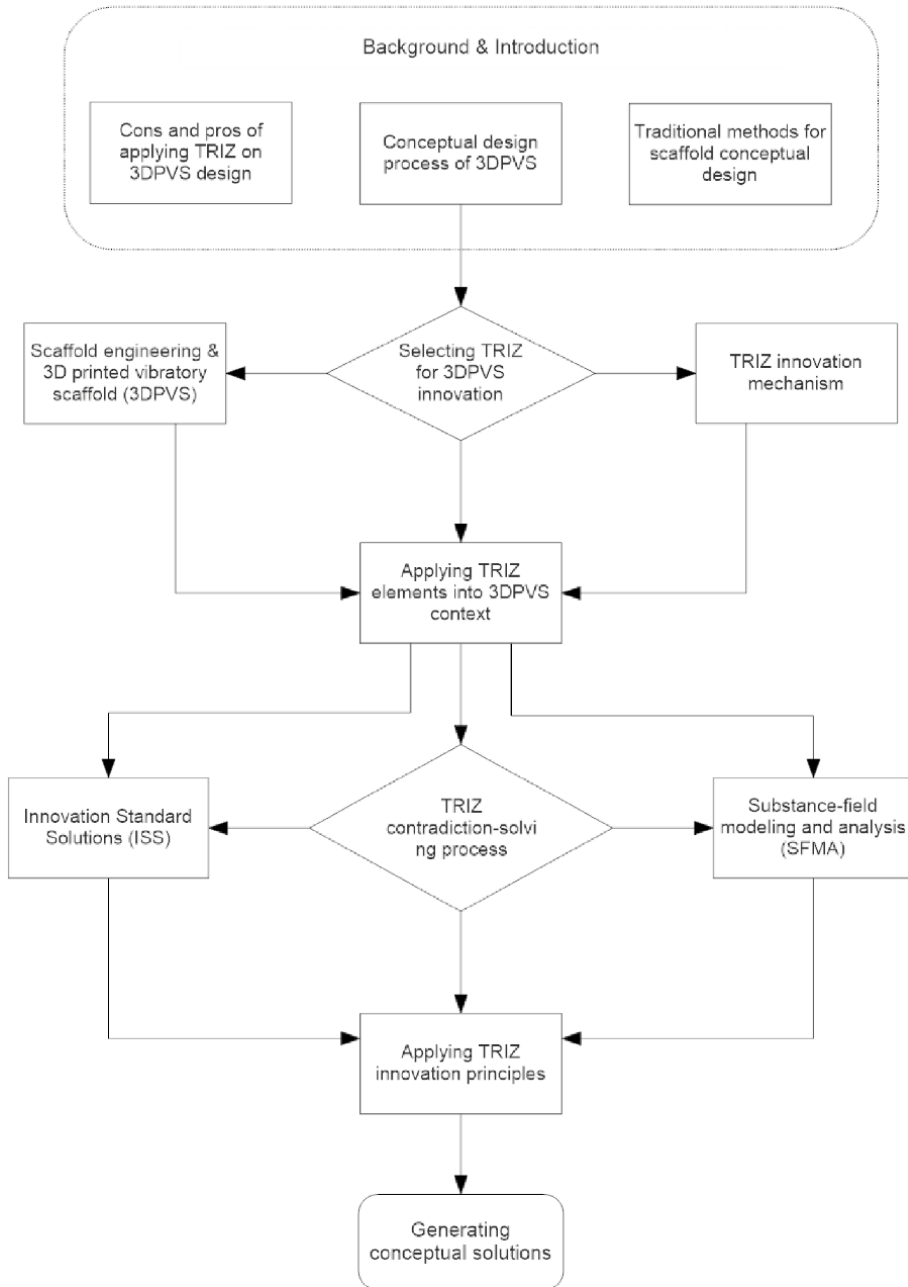 Background & Introduction
Cons and pros of
applying TRIZ on
3DPVS design
Conceptual design
process of 3DPVS
Traditional methods for
scaffold conceptual
design
Scaffold engineering &
3D printed vibratory
scaffold (3DPVS)
Selecting TRIZ
for 3DPVS
innovation
TRIZ innovation
mechanism
Applying TRIZ
elements into 3DPVS
context
Innovation Standard
Solutions (ISS)
TRIZ
contradiction-solvi
ng process
Substance-field
modeling and analysis
(SFMA)
Applying TRIZ
innovation principles
Generating
conceptual solutions